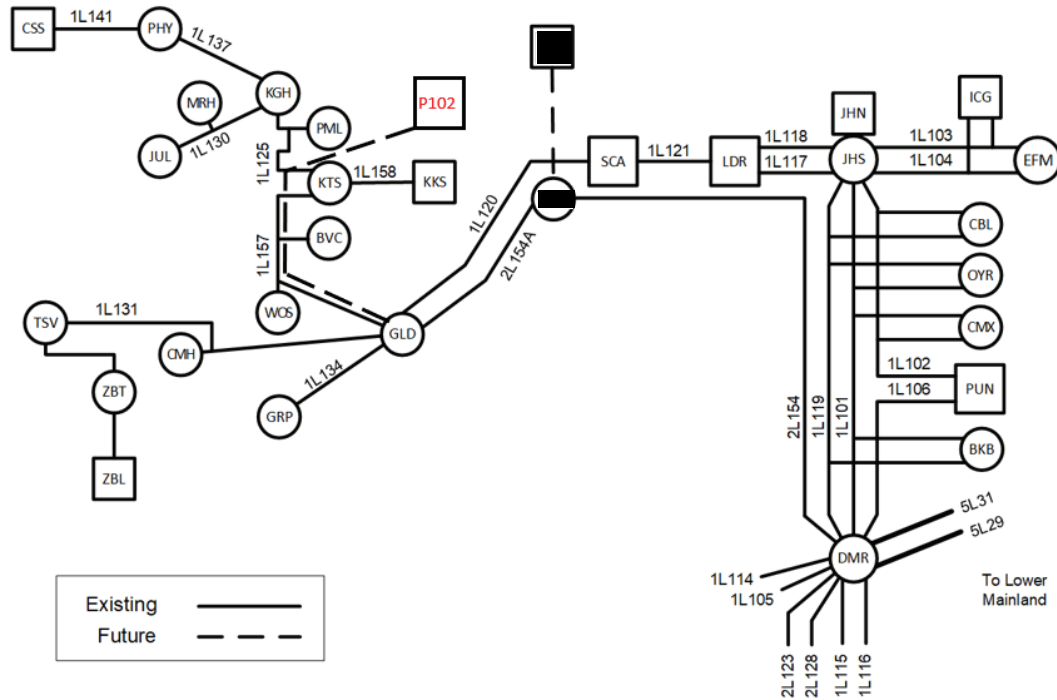 CSS
1L141
PHY
1L137
KGH
MRH
JUL
1L130
PML
1L125
P102
KTS
1L158
KKS
BVC
1L157
WOS
1L131
TSV
CMH
ZBT
ZBL
1L134
GRP
GLD
1L120
2L154A
SCA
1L121
LDR
1L118
1L117
JHN
JHS
ICG
1L103
1L104
EFM
CBL
OYR
CMX
1L102
1L106
PUN
2L154
1L119
1L101
BKB
5L31
5L29
DMR
1L114
1L105
2L123
2L128
1L115
1L116
To Lower
Mainland
Existing
Future